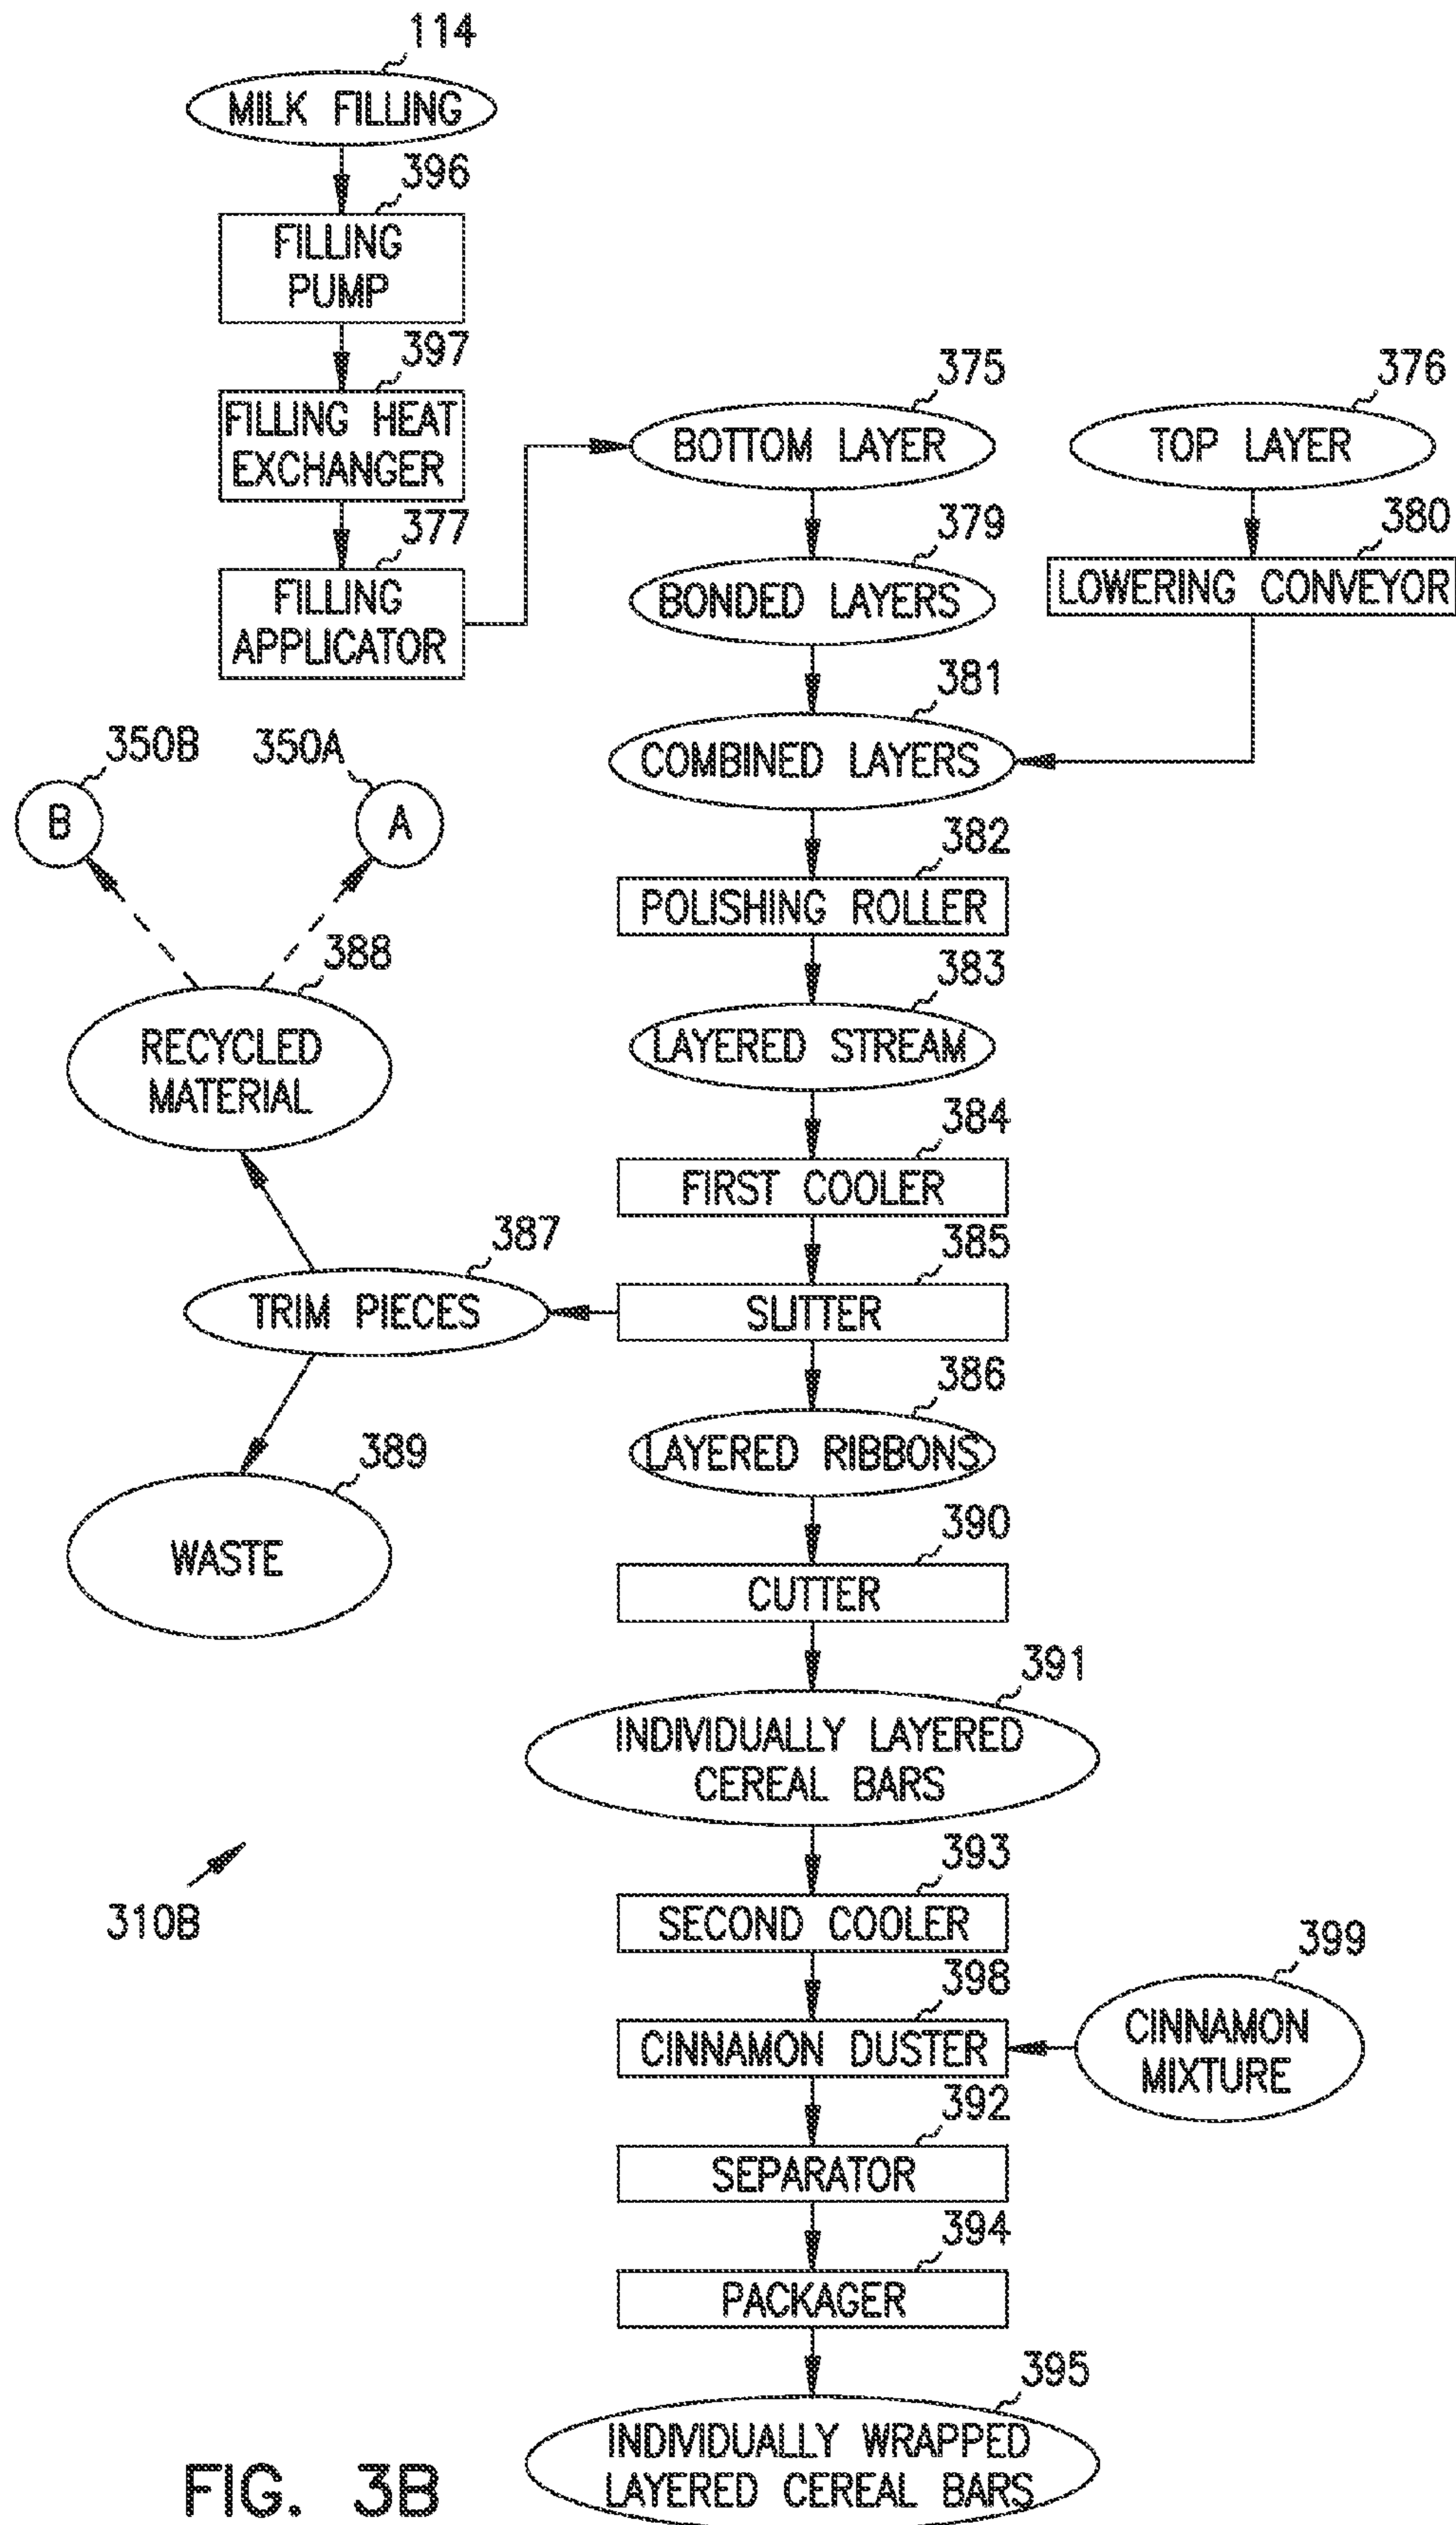 114
MILK FILLING
396
FILLING
PUMP
397
FILLING HEAT
EXCHANGER
377
FILLING
APPLICATOR
375
BOTTOM LAYER
376
TOP LAYER
379
BONDED LAYERS
380
LOWERING CONVEYOR
381
COMBINED LAYERS
350B
B
350A
A
382
POLISHING ROLLER
388
RECYCLED
MATERIAL
383
LAYERED STREAM
384
FIRST COOLER
387
TRIM PIECES
385
SLITTER
389
WASTE
386
LAYERED RIBBONS
390
CUTTER
391
INDIVIDUALLY LAYERED
CEREAL BARS
310B
393
SECOND COOLER
398
CINNAMON DUSTER
399
CINNAMON
MIXTURE
392
SEPARATOR
394
PACKAGER
395
INDIVIDUALLY WRAPPED
LAYERED CEREAL BARS
FIG. 3B